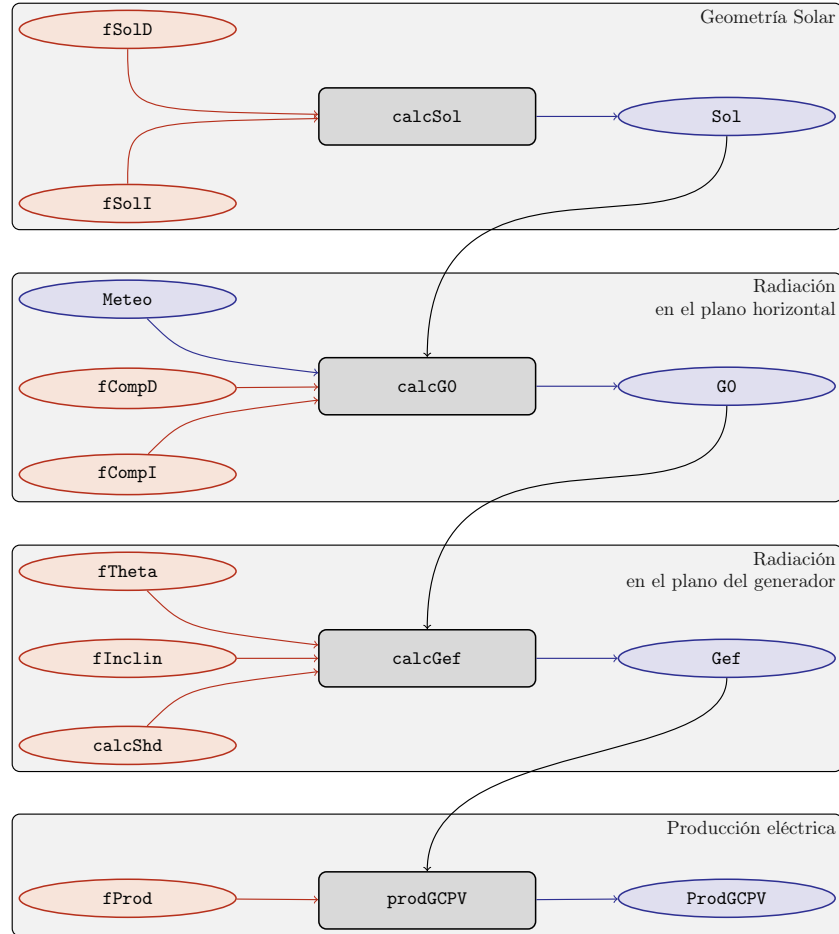 Geometría Solar
fSolD
calcSol
Sol
fSolI
Radiación
en el plano horizontal
Meteo
fCompD
calcG0
G0
fCompI
Radiación
en el plano del generador
fTheta
fInclin
calcGef
Gef
calcShd
Producción eléctrica
fProd
prodGCPV
ProdGCPV